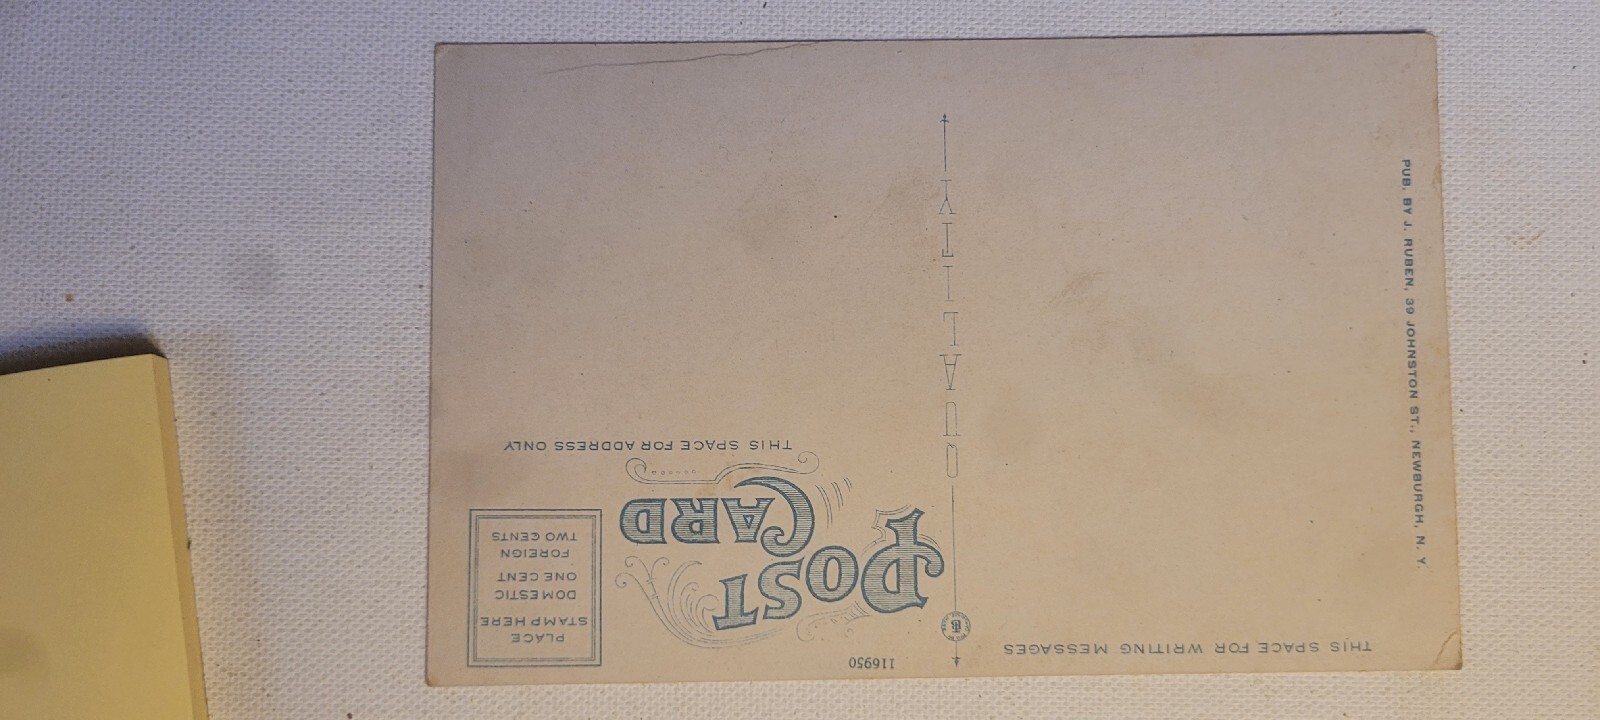 THIS SPACE FOR WRITING MESSAGES
PUB. BY J. RUBEN, 39 JOHNSTON ST., NEWBURGH, N. Y.
QUALITY
116950
POST
CARD
THIS SPACE FOR ADDRESS ONLY
PLACE
STAMP HERE
DOMESTIC
ONE CENT
FOREIGN
TWO CENTS